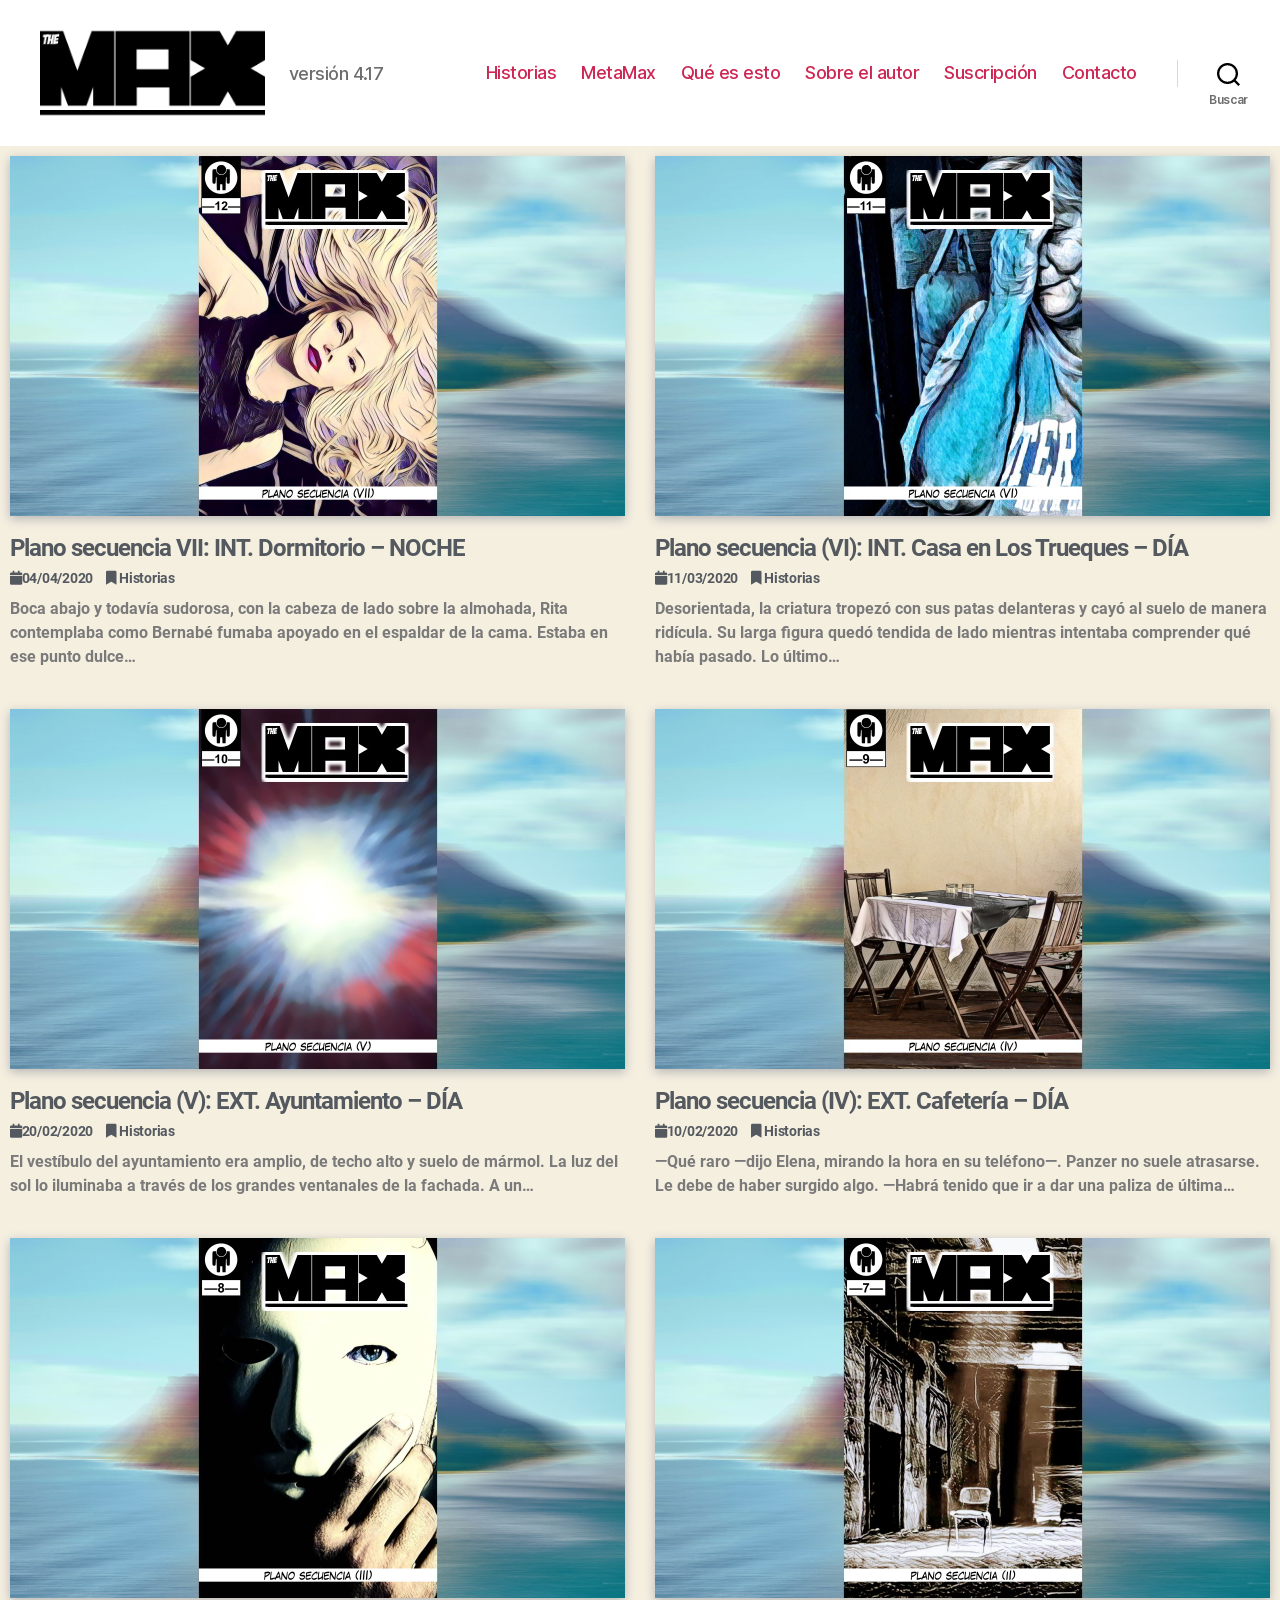 THE MAX
versión 4.17
Historias
MetaMax
Qué es esto
Sobre el autor
Suscripción
Contacto
Buscar
—12—
THE MAX
PLANO SECUENCIA (VII)
Plano secuencia VII: INT. Dormitorio – NOCHE
04/04/2020 Historias
Boca abajo y todavía sudorosa, con la cabeza de lado sobre la almohada, Rita
contemplaba como Bernabé fumaba apoyado en el espaldar de la cama. Estaba en
ese punto dulce…
—11—
THE MAX
PLANO SECUENCIA (VI)
Plano secuencia (VI): INT. Casa en Los Trueques – DÍA
11/03/2020 Historias
Desorientada, la criatura tropezó con sus patas delanteras y cayó al suelo de manera
ridícula. Su larga figura quedó tendida de lado mientras intentaba comprender qué
había pasado. Lo último…
—10—
THE MAX
PLANO SECUENCIA (V)
Plano secuencia (V): EXT. Ayuntamiento – DÍA
20/02/2020 Historias
El vestíbulo del ayuntamiento era amplio, de techo alto y suelo de mármol. La luz del
sol lo iluminaba a través de los grandes ventanales de la fachada. A un…
—9—
THE MAX
PLANO SECUENCIA (IV)
Plano secuencia (IV): EXT. Cafetería – DÍA
10/02/2020 Historias
—Qué raro —dijo Elena, mirando la hora en su teléfono—. Panzer no suele atrasarse.
Le debe de haber surgido algo. —Habrá tenido que ir a dar una paliza de última…
—8—
THE MAX
PLANO SECUENCIA (III)
—7—
THE MAX
PLANO SECUENCIA (II)